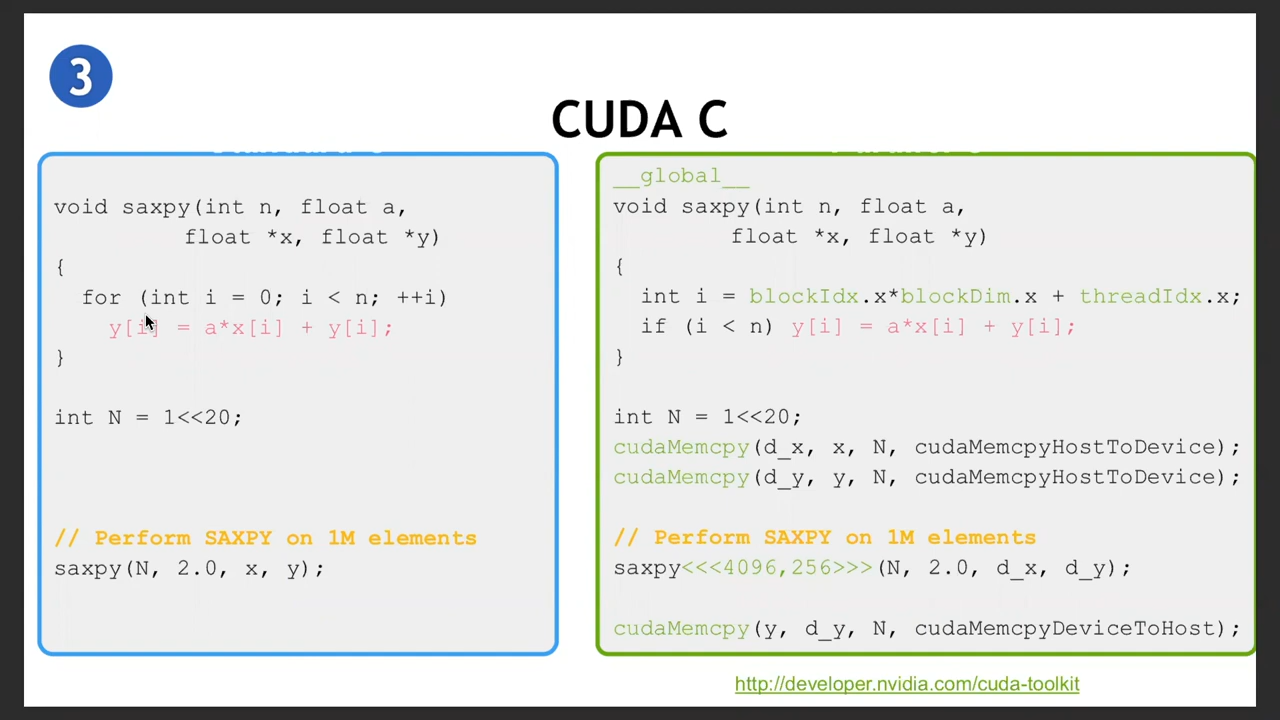 3
CUDA C
void saxpy(int n, float a,
float *x, float *y)
{
for (int i = 0; i < n; ++i)
y[i] = a*x[i] + y[i];
}
int N = 1<<20;
// Perform SAXPY on 1M elements
saxpy(N, 2.0, x, y);
__global__
void saxpy(int n, float a,
float *x, float *y)
{
int i = blockIdx.x*blockDim.x + threadIdx.x;
if (i < n) y[i] = a*x[i] + y[i];
}
int N = 1<<20;
cudaMemcpy(d_x, x, N, cudaMemcpyHostToDevice);
cudaMemcpy(d_y, y, N, cudaMemcpyHostToDevice);
// Perform SAXPY on 1M elements
saxpy<<<4096,256>>>(N, 2.0, d_x, d_y);
cudaMemcpy(y, d_y, N, cudaMemcpyDeviceToHost);
http://developer.nvidia.com/cuda-toolkit